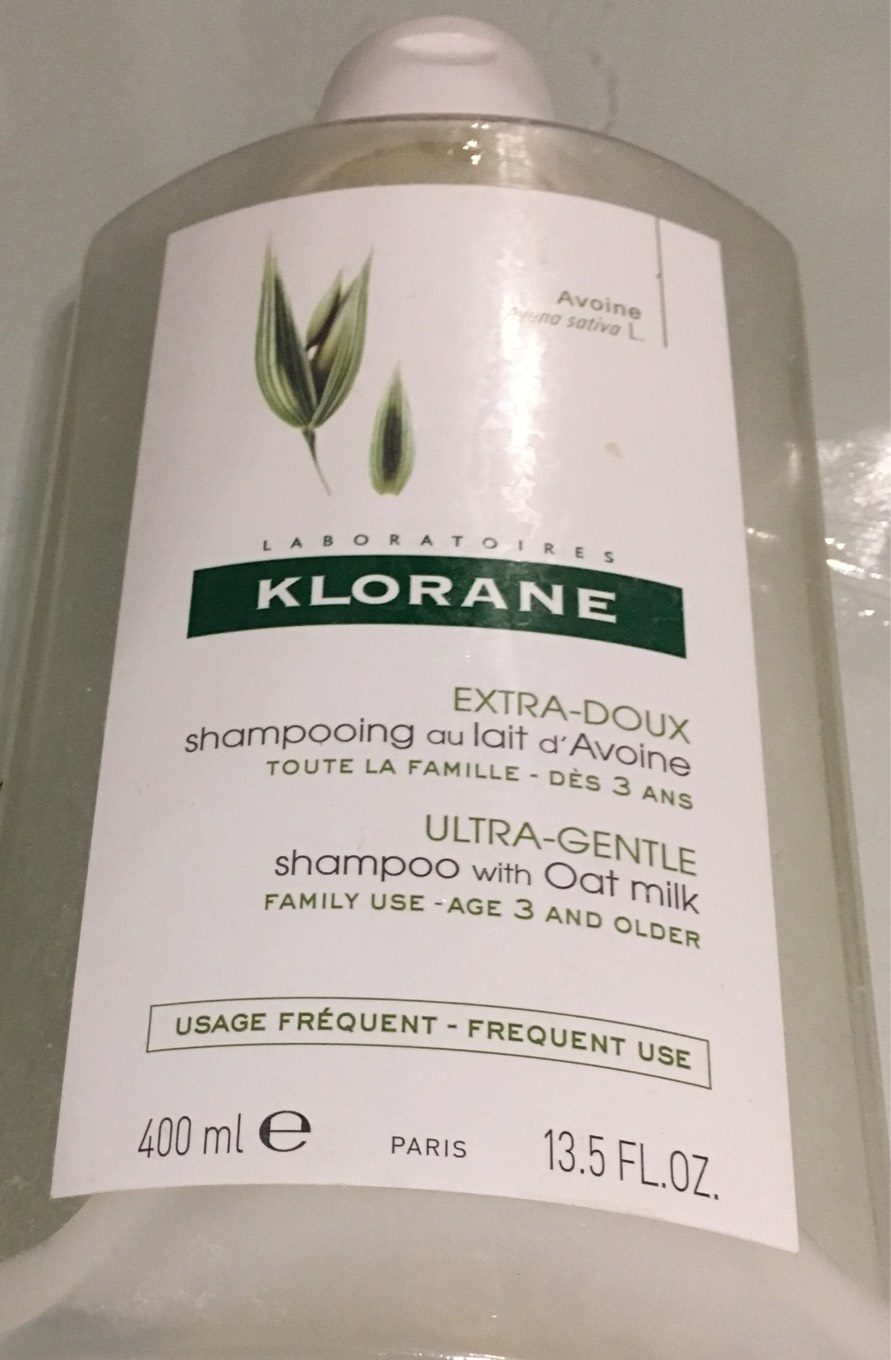 Avoine
sativa L.
LABORATOIRES
KLORANE
EXTRA-DOUX
shampooing au lait d'Avoine
TOUTE LA FAMILLE - DÈS 3 ANS
ULTRA-GENTLE
shampoo with Oat milk
FAMILY USE - AGE 3 AND OLDER
USAGE FRÉQUENT - FREQUENT USE
400 ml e PARIS 13.5 FL.OZ.